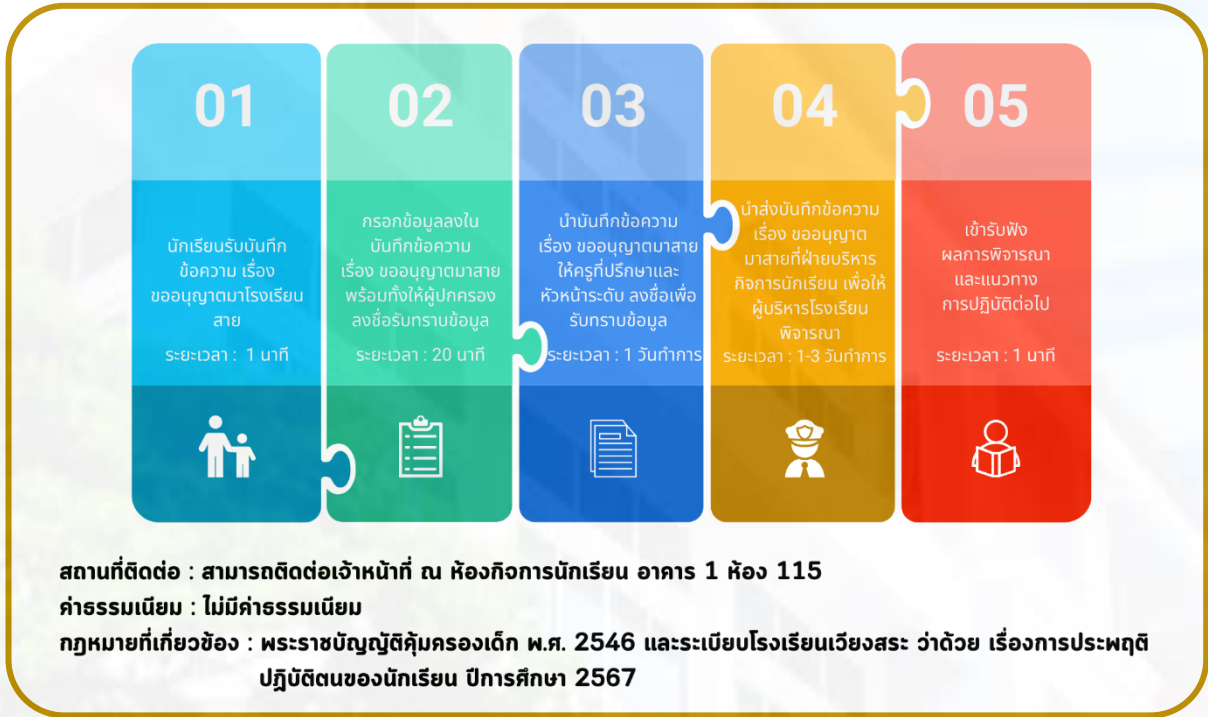 01
นักเรียนรับบันทึก
ข้อความ เรื่อง
ขออนุญาตมาโรงเรียน
สาย
ระยะเวลา : 1 นาที
02
กรอกข้อมูลลงใน
บันทึกข้อความ
เรื่อง ขออนุญาตมาสาย
พร้อมทั้งให้ผู้ปกครอง
ลงชื่อรับทราบข้อมูล
ระยะเวลา : 20 นาที
03
นำบันทึกข้อความ
เรื่อง ขออนุญาตมาสาย
ให้ครูที่ปรึกษาและ
หัวหน้าระดับ ลงชื่อเพื่อ
รับทราบข้อมูล
ระยะเวลา : 1 วันทำการ
04
นำส่งบันทึกข้อความ
เรื่อง ขออนุญาต
มาสายที่ฝ่ายบริหาร
กิจการนักเรียน เพื่อให้
ผู้บริหารโรงเรียน
พิจารณา
ระยะเวลา : 1-3 วันทำการ
05
เข้ารับฟัง
ผลการพิจารณา
และแนวทาง
การปฏิบัติต่อไป
ระยะเวลา : 1 นาที
สถานที่ติดต่อ : สามารถติดต่อเจ้าหน้าที่ ณ ห้องกิจการนักเรียน อาคาร 1 ห้อง 115
ค่าธรรมเนียม : ไม่มีค่าธรรมเนียม
กฎหมายที่เกี่ยวข้อง : พระราชบัญญัติคุ้มครองเด็ก พ.ศ. 2546 และระเบียบโรงเรียนเวียงสระ ว่าด้วย เรื่องการประพฤติ
ปฏิบัติตนของนักเรียน ปีการศึกษา 2567